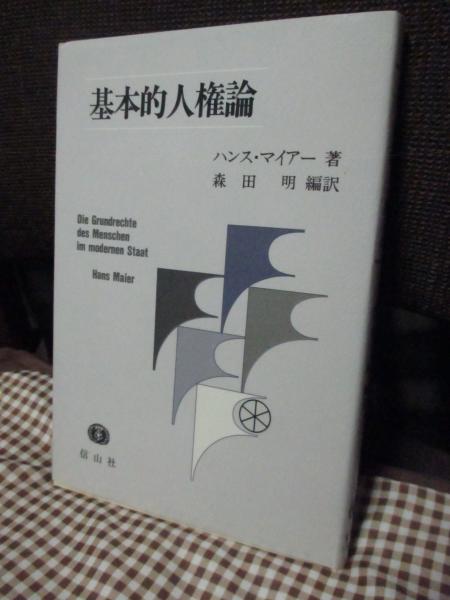 基本的人権論
ハンス・マイアー 著
森田 明 編訳
Die Grundrechte
des Menschen
im modernen Staat
Hans Maier
信山社